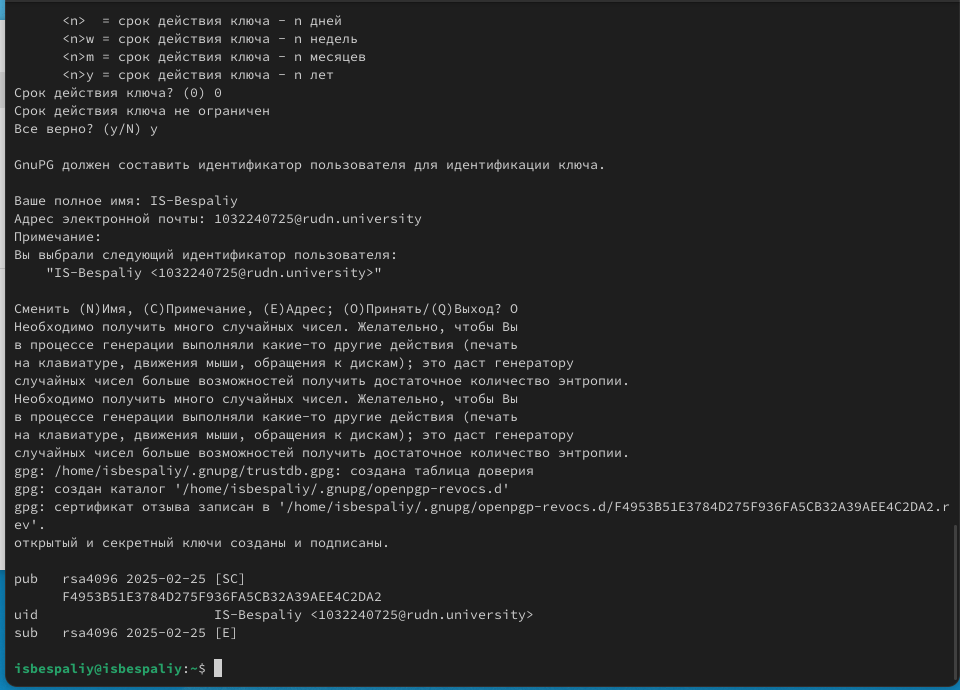 <n>  = срок действия ключа - n дней
<n>w = срок действия ключа - n недель
<n>m = срок действия ключа - n месяцев
<n>y = срок действия ключа - n лет
Срок действия ключа? (0) 0
Срок действия ключа не ограничен
Все верно? (y/N) y
GnuPG должен составить идентификатор пользователя для идентификации ключа.
Ваше полное имя: IS-Bespaliy
Адрес электронной почты: 1032240725@rudn.university
Примечание:
Вы выбрали следующий идентификатор пользователя:
"IS-Bespaliy <1032240725@rudn.university>"
Сменить (N)Имя, (C)Примечание, (E)Адрес; (O)Принять/(Q)Выход? O
Необходимо получить много случайных чисел. Желательно, чтобы Вы
в процессе генерации выполняли какие-то другие действия (печать
на клавиатуре, движения мыши, обращения к дискам); это даст генератору
случайных чисел больше возможностей получить достаточное количество энтропии.
Необходимо получить много случайных чисел. Желательно, чтобы Вы
в процессе генерации выполняли какие-то другие действия (печать
на клавиатуре, движения мыши, обращения к дискам); это даст генератору
случайных чисел больше возможностей получить достаточное количество энтропии.
gpg: /home/isbespaliy/.gnupg/trustdb.gpg: создана таблица доверия
gpg: создан каталог '/home/isbespaliy/.gnupg/openpgp-revocs.d'
gpg: сертификат отзыва записан в '/home/isbespaliy/.gnupg/openpgp-revocs.d/F4953B51E3784D275F936FA5CB32A39AEE4C2DA2.r
ev'.
открытый и секретный ключи созданы и подписаны.
pub   rsa4096 2025-02-25 [SC]
F4953B51E3784D275F936FA5CB32A39AEE4C2DA2
uid                      IS-Bespaliy <1032240725@rudn.university>
sub   rsa4096 2025-02-25 [E]
isbespaliy@isbespaliy:~$